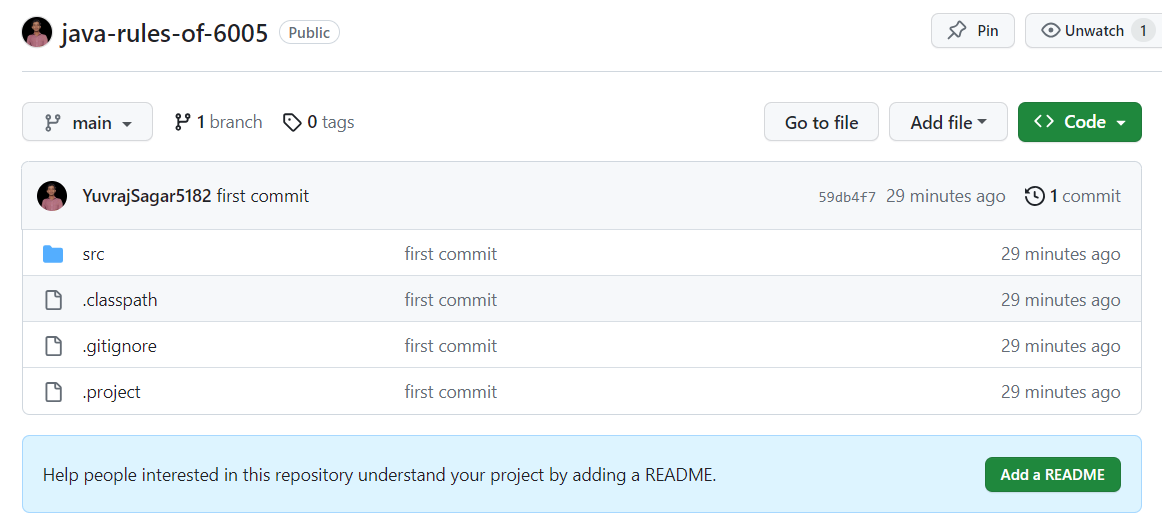 java-rules-of-6005 Public Pin Unwatch 1
main 1 branch 0 tags Go to file Add file Code
YuvrajSagar5182 first commit 59db4f7 29 minutes ago 1 commit
src first commit 29 minutes ago
.classpath first commit 29 minutes ago
.gitignore first commit 29 minutes ago
.project first commit 29 minutes ago
Help people interested in this repository understand your project by adding a README. Add a README